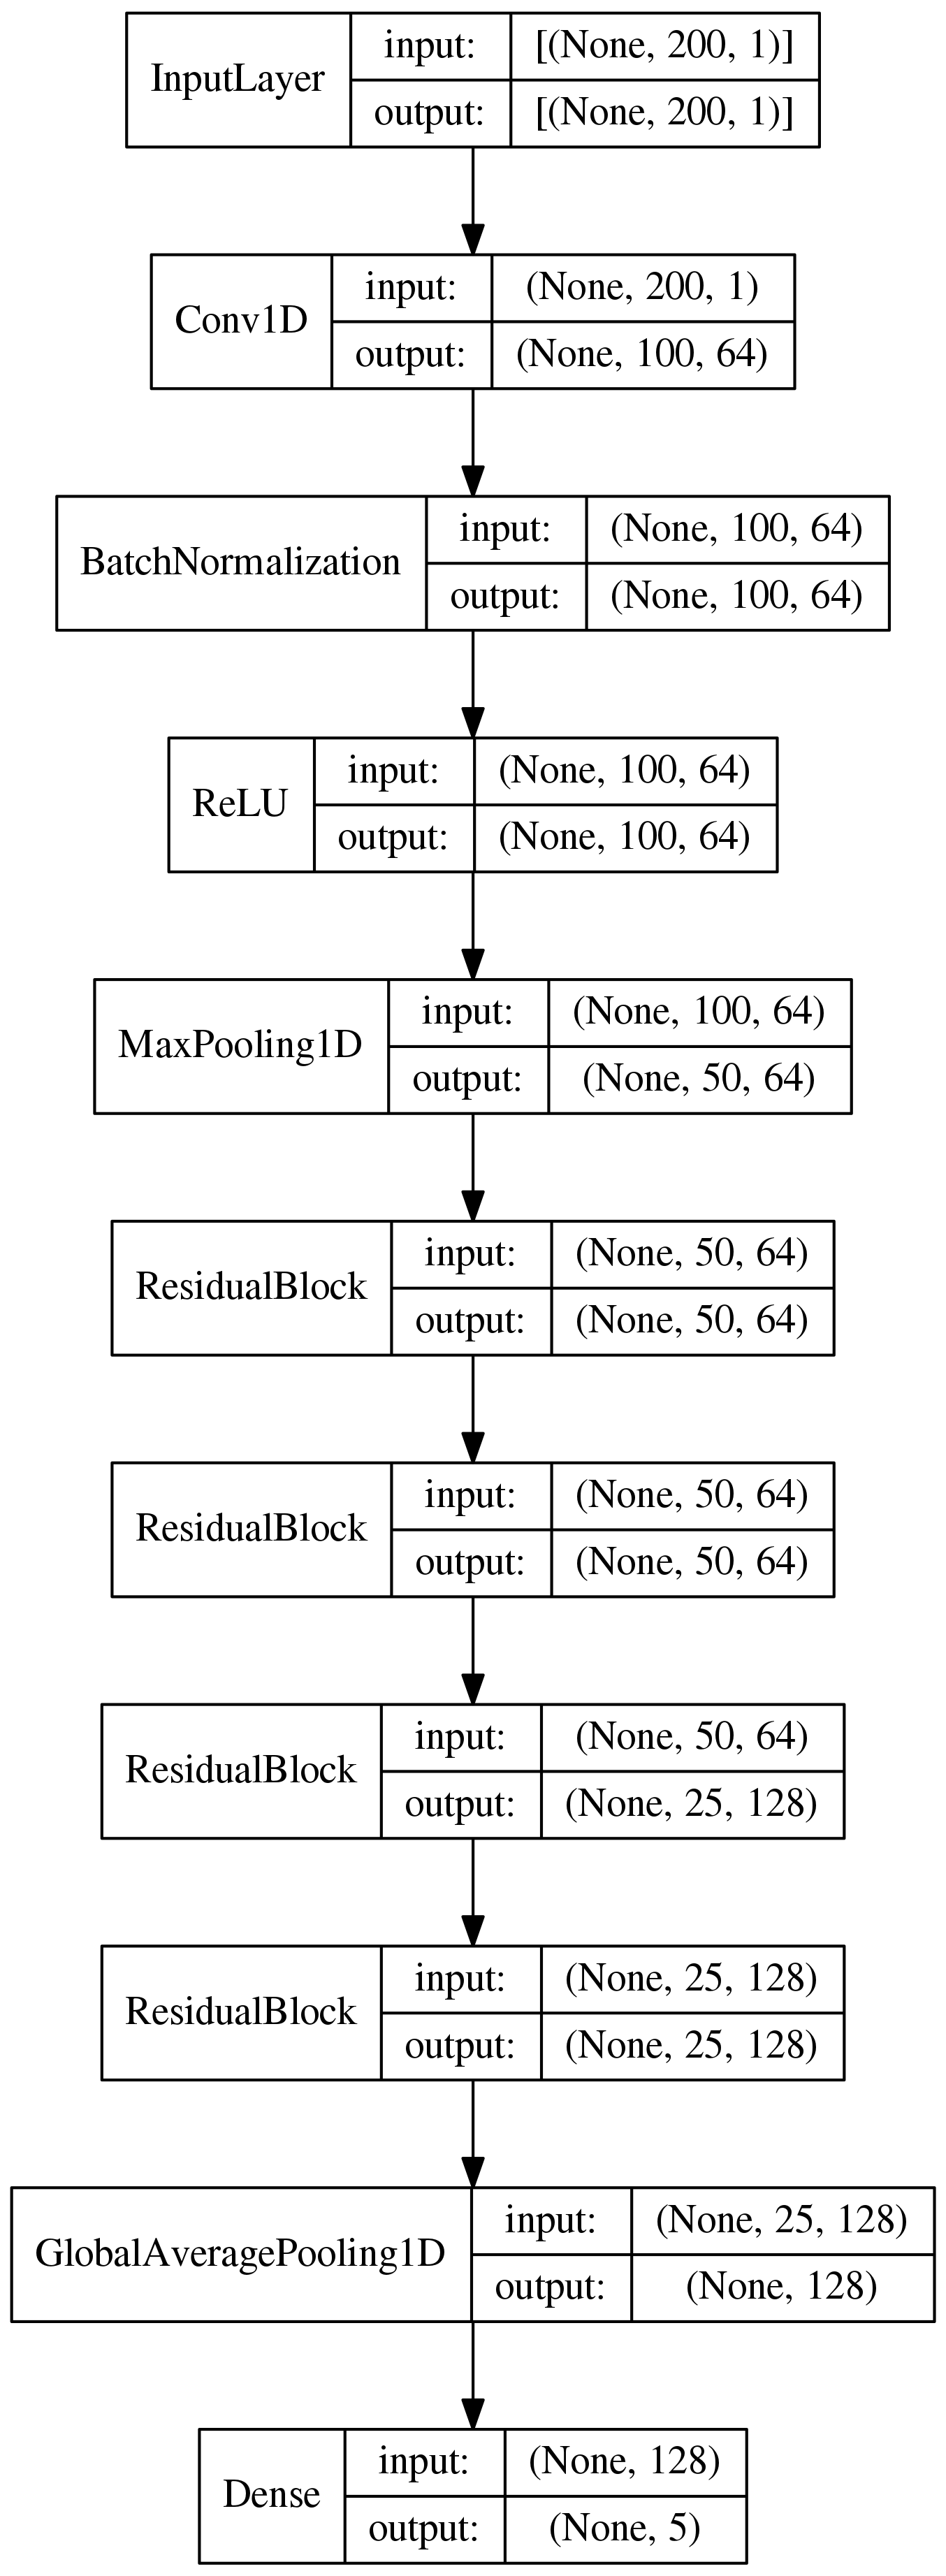 InputLayer
input: [(None, 200, 1)]
output: [(None, 200, 1)]
Conv1D
input: (None, 200, 1)
output: (None, 100, 64)
BatchNormalization
input: (None, 100, 64)
output: (None, 100, 64)
ReLU
input: (None, 100, 64)
output: (None, 100, 64)
MaxPooling1D
input: (None, 100, 64)
output: (None, 50, 64)
ResidualBlock
input: (None, 50, 64)
output: (None, 50, 64)
ResidualBlock
input: (None, 50, 64)
output: (None, 50, 64)
ResidualBlock
input: (None, 50, 64)
output: (None, 25, 128)
ResidualBlock
input: (None, 25, 128)
output: (None, 25, 128)
GlobalAveragePooling1D
input: (None, 25, 128)
output: (None, 128)
Dense
input: (None, 128)
output: (None, 5)